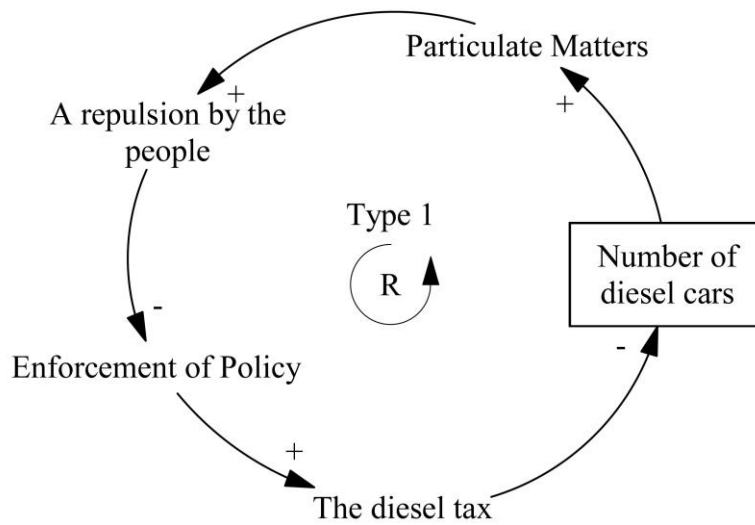 Particulate Matters
+
A repulsion by the
people
+
Type 1
R
Number of
diesel cars
-
-
Enforcement of Policy
+
The diesel tax